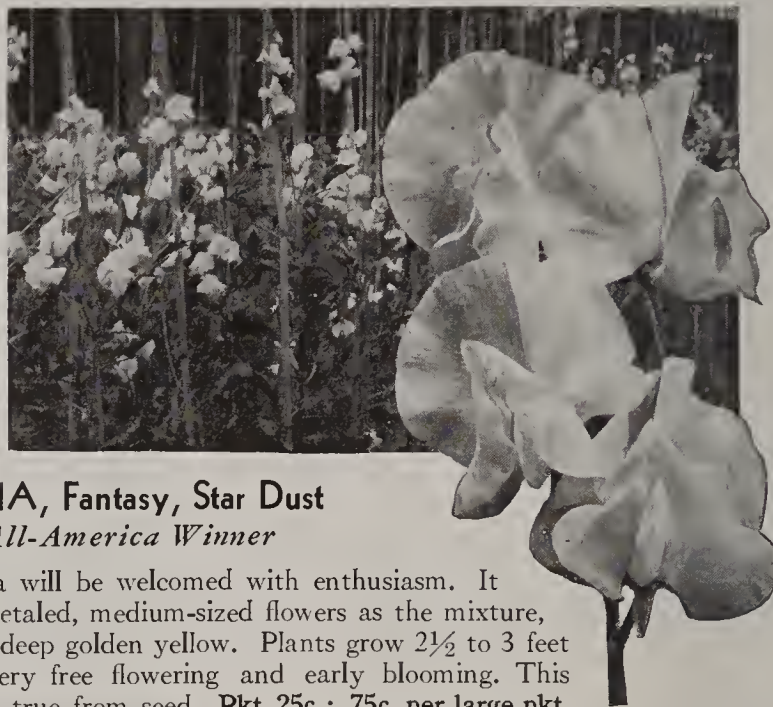 IA, Fantasy, Star Dust
All-America Winner
a will be welcomed with enthusiasm. It
etaled, medium-sized flowers as the mixture,
deep golden yellow. Plants grow 2½ to 3 feet
ery free flowering and early blooming. This
true from seed. Pkt. 25c.; 75c. per large pkt.